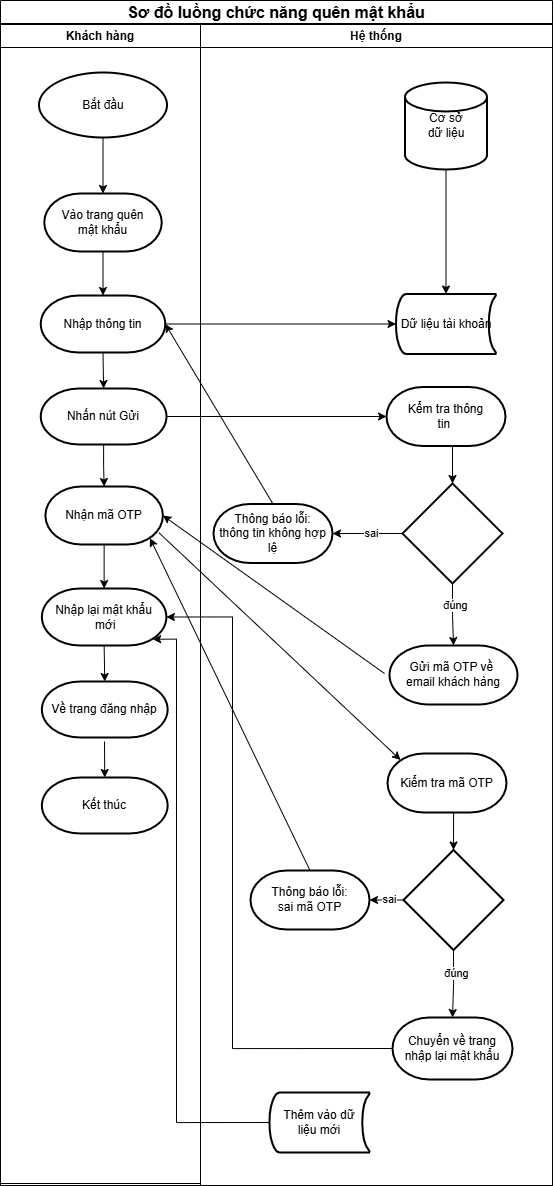 Sơ đồ luồng chức năng quên mật khẩu
Khách hàng
Hệ thống
Bắt đầu
Cơ sở
dữ liệu
Vào trang quên
mật khẩu
Nhập thông tin
Dữ liệu tài khoản
Nhấn nút Gửi
Kểm tra thông
tin
Nhận mã OTP
Thông báo lỗi:
thông tin không hợp
lệ
sai
đúng
Nhập lại mật khẩu
mới
Gửi mã OTP về
email khách hàng
Về trang đăng nhập
Kiểm tra mã OTP
Kết thúc
Thông báo lỗi:
sai mã OTP
sai
đúng
Chuyển về trang
nhập lại mật khẩu
Thêm vào dữ
liệu mới